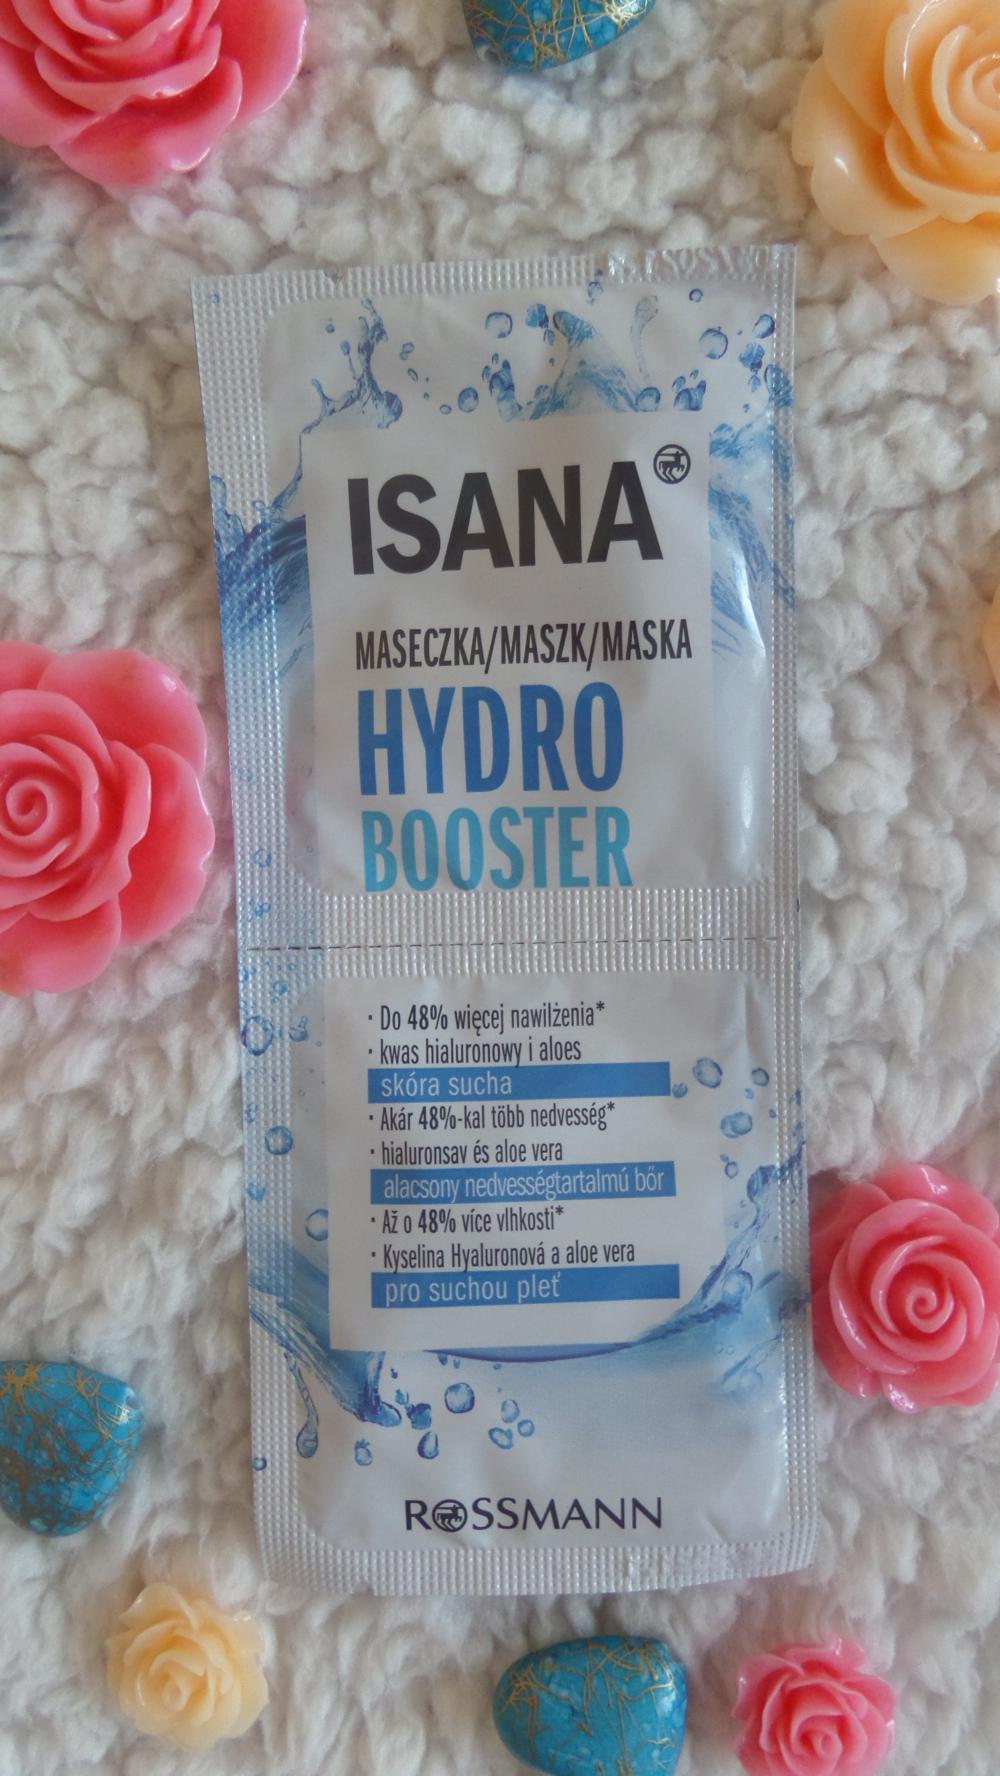 ISANA
MASECZKA/MASZK/MASKA
HYDRO
BOOSTER
· Do 48% więcej nawilżenia*
· kwas hialuronowy i aloes
skóra sucha
· Akár 48%-kal több nedvesség*
· hialuronsav és aloe vera
alacsony nedvességtartalmú bőr
· Až o 48% více vlhkosti*
· Kyselina Hyaluronová a aloe vera
pro suchou pleť
ROSSMANN